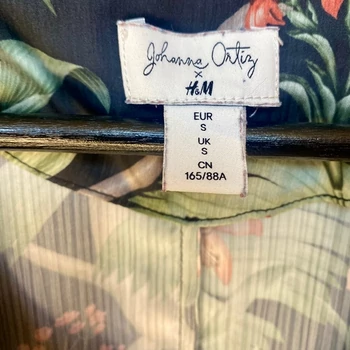 Johanna Ortiz
x
H&M
EUR
S
UK
S
CN
165/88A